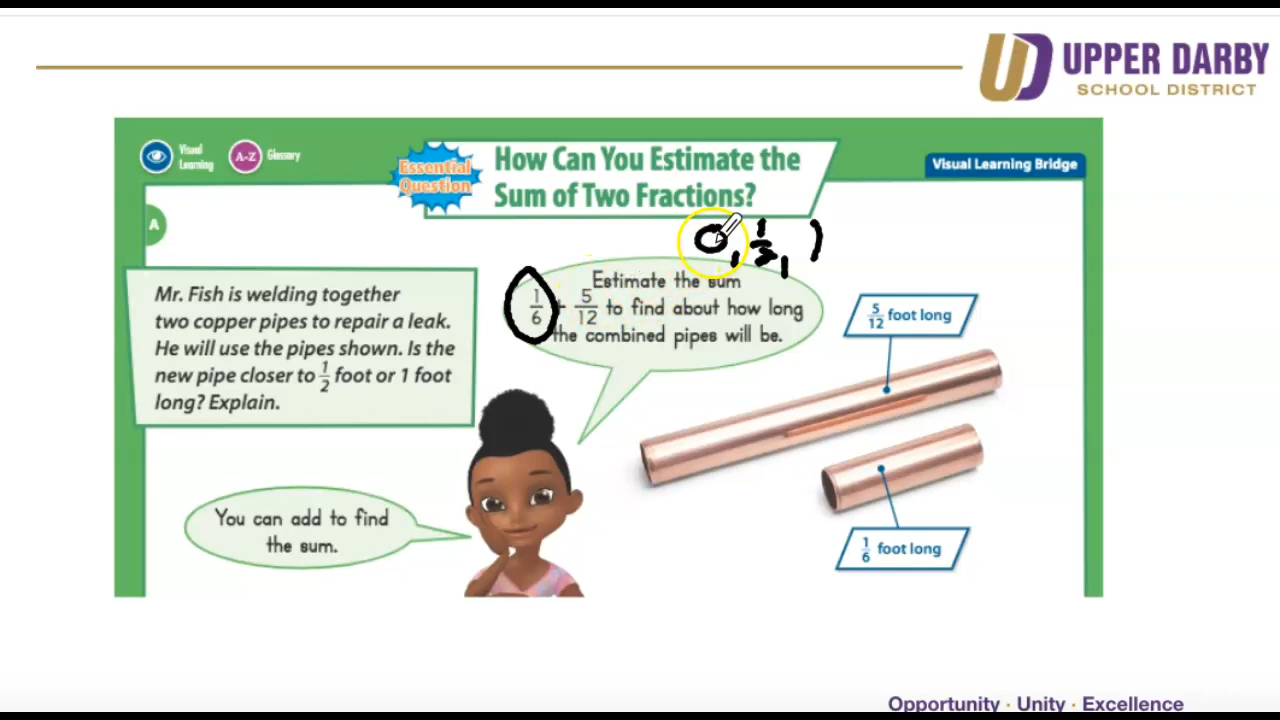 UD UPPER DARBY
SCHOOL DISTRICT
Visual
Learning
A-Z
Glossary
Essential
Question
How Can You Estimate the
Sum of Two Fractions?
Visual Learning Bridge
A
0, 1/2, )
Mr. Fish is welding together
two copper pipes to repair a leak.
He will use the pipes shown. Is the
new pipe closer to 1/2 foot or 1 foot
long? Explain.
Estimate the sum
1/6 + 5/12 to find about how long
the combined pipes will be.
5/12 foot long
You can add to find
the sum.
1/6 foot long
Opportunity · Unity · Excellence